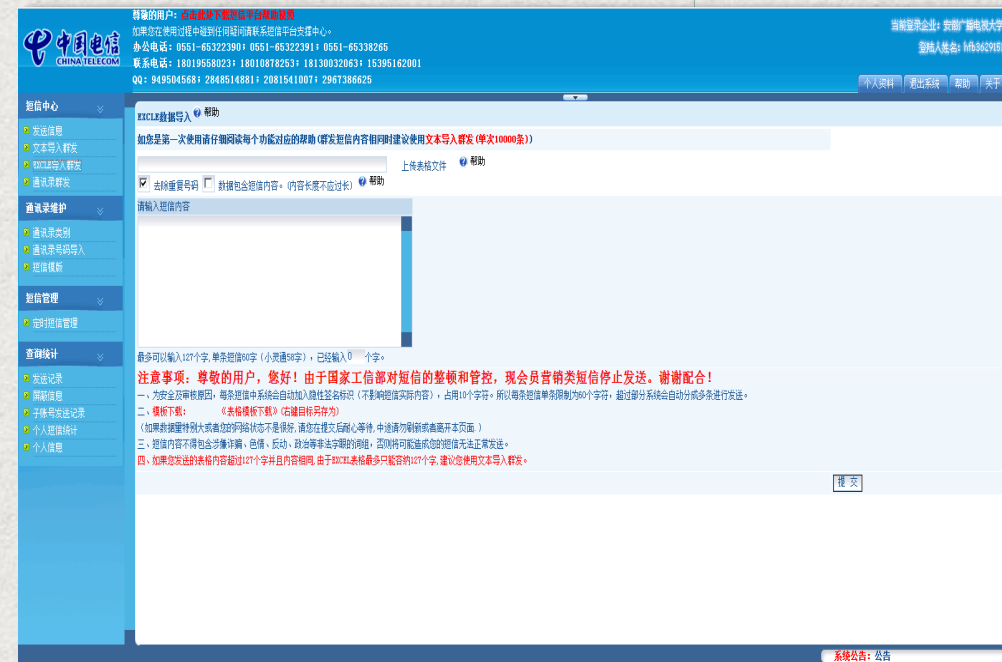 尊敬的用户：点击此处下载短信平台帮助视频
如果您在使用过程中碰到任何疑问请联系短信平台支撑中心。
办公电话：0551-65322390；0551-65322391；0551-65338265
联系电话：18019558023；18010878253；18130032063；15395162001
QQ：949504568；2848514881；2081541007；2967386625
中国电信
CHINA TELECOM
当前登录企业：安徽广播电视大学
登陆人姓名：
个人资料 退出系统 帮助 关于
短信中心
发送信息
文本导入群发
EXCLE导入群发
通讯录群发
通讯录维护
通讯录类别
通讯录号码导入
短信模版
短信管理
定时短信管理
查询统计
发送记录
屏蔽信息
子帐号发送记录
个人短信统计
个人信息
EXCLE数据导入 帮助
如您是第一次使用请仔细阅读每个功能对应的帮助(群发短信内容相同时建议使用文本导入群发(单次10000条))
上传表格文件 帮助
去除重复号码 数据包含短信内容。(内容长度不应过长) 帮助
请输入短信内容
最多可以输入127个字,单条短信60字（小灵通58字），已经输入0 个字。
注意事项：尊敬的用户，您好！由于国家工信部对短信的整顿和管控，现会员营销类短信停止发送。谢谢配合！
一、为安全及审核原因，每条短信中系统会自动加入隐性签名标识（不影响短信实际内容），占用10个字符。所以每条短信单条限制为60个字符，超过部分系统会自动分成多条进行发送。
二、模板下载： 《表格模板下载》(右键目标另存为)
（如果数据量特别大或者您的网络状态不是很好,请您在提交后耐心等待,中途请勿刷新或者离开本页面.）
三、短信内容不得包含涉嫌诈骗、色情、反动、政治等非法字眼的词组，否则将可能造成您的短信无法正常发送。
四、如果您发送的表格内容超过127个字并且内容相同,由于EXCEL表格最多只能容纳127个字,建议您使用文本导入群发。
提 交
系统公告：公告